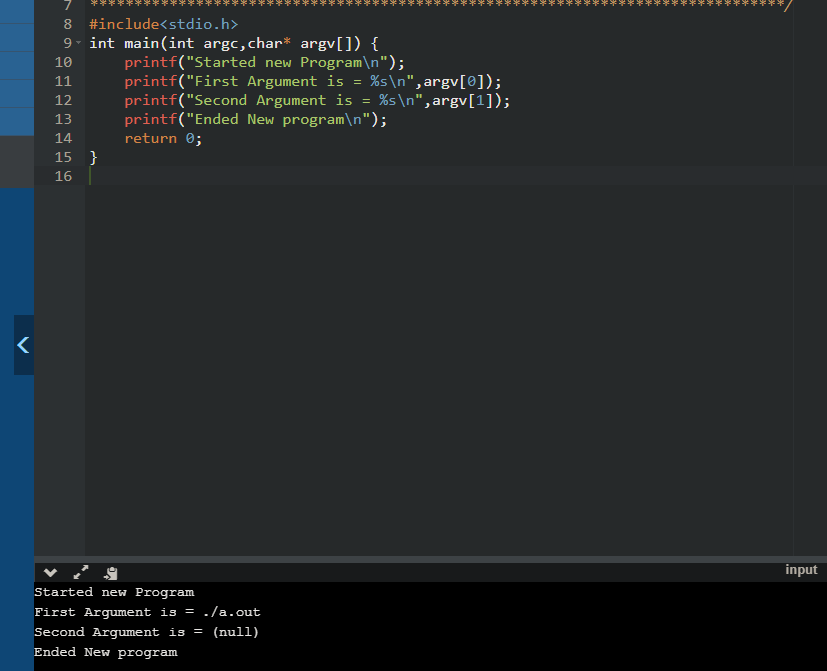 7 *******************************************************************************/
8 #include<stdio.h>
9 int main(int argc,char* argv[]) {
10     printf("Started new Program\n");
11     printf("First Argument is = %s\n",argv[0]);
12     printf("Second Argument is = %s\n",argv[1]);
13     printf("Ended New program\n");
14     return 0;
15 }
16
input
Started new Program
First Argument is = ./a.out
Second Argument is = (null)
Ended New program